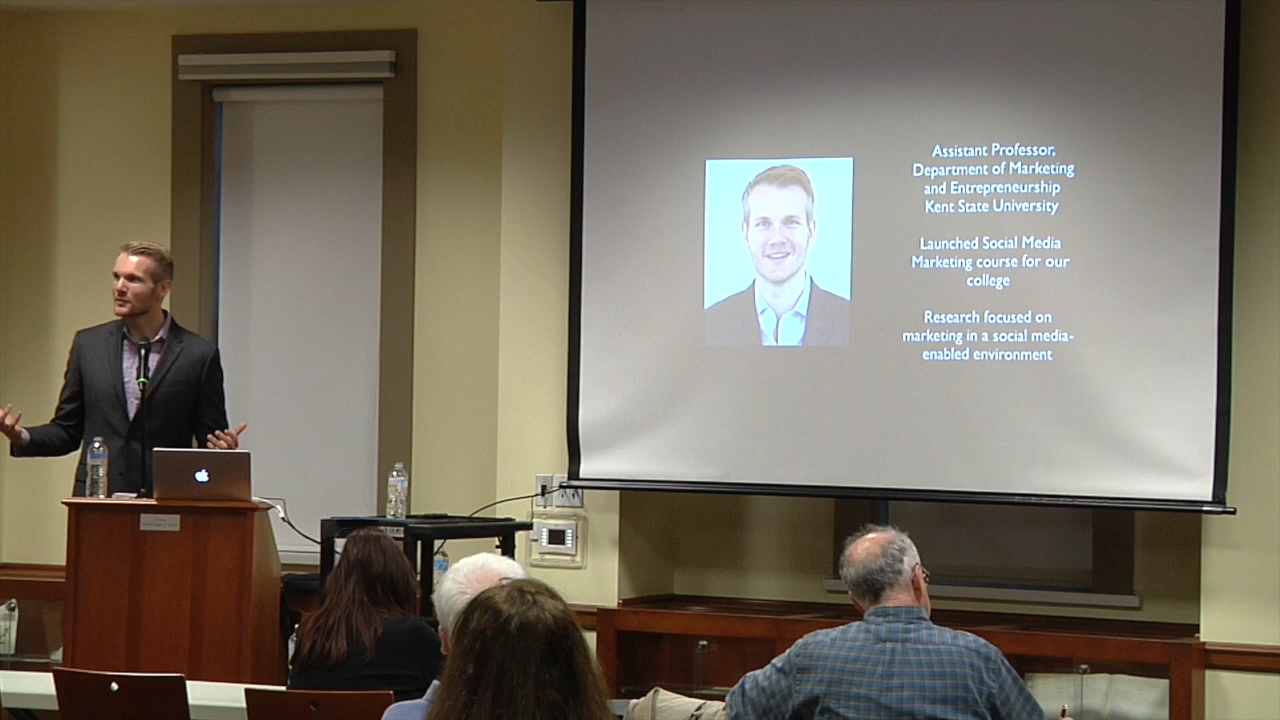 Assistant Professor,
Department of Marketing
and Entrepreneurship
Kent State University
Launched Social Media
Marketing course for our
college
Research focused on
marketing in a social media-
enabled environment